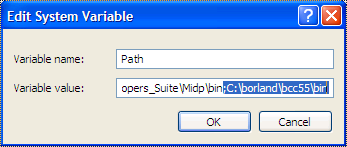 Edit System Variable
Variable name: Path
Variable value: opers_Suite\Midp\bin;C:\borland\bcc55\bin
OK Cancel